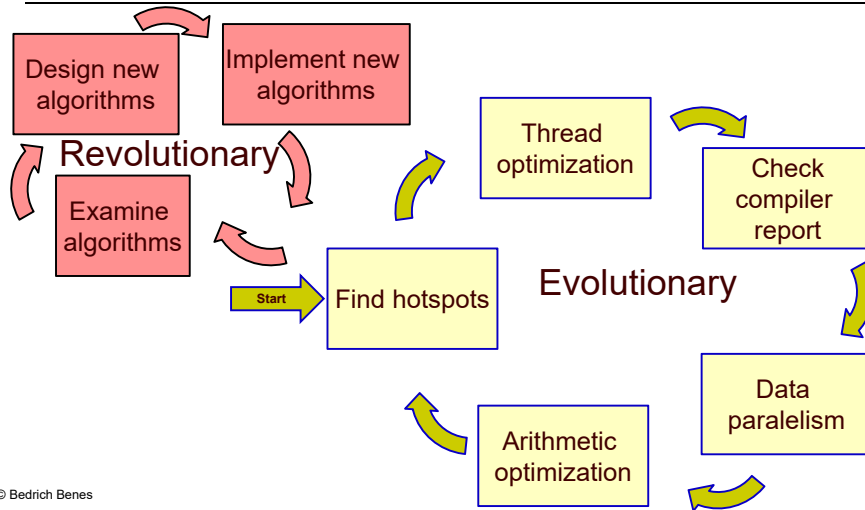 Design new
algorithms
Implement new
algorithms
Revolutionary
Examine
algorithms
Start
Find hotspots
Thread
optimization
Check
compiler
report
Evolutionary
Data
paralelism
Arithmetic
optimization
© Bedrich Benes